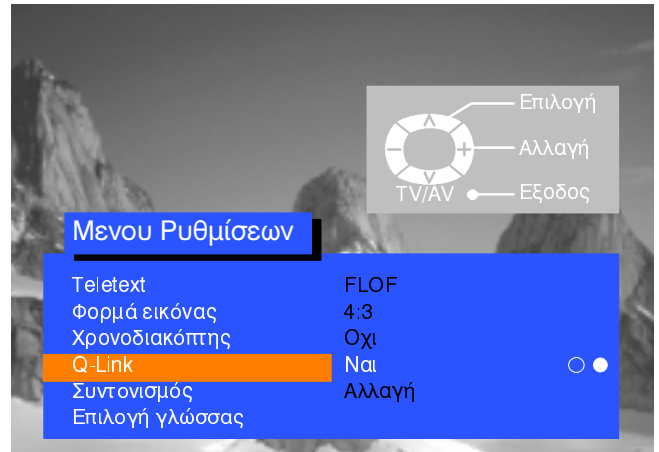 Επιλογή
Αλλαγή
TV/AV Εξοδος
Μενου Ρυθμίσεων
Teletext FLOF
Φορμά εικόνας 4:3
Χρονοδιακόπτης Οχι
Q-Link Ναι
Συντονισμός Αλλαγή
Επιλογή γλώσσας